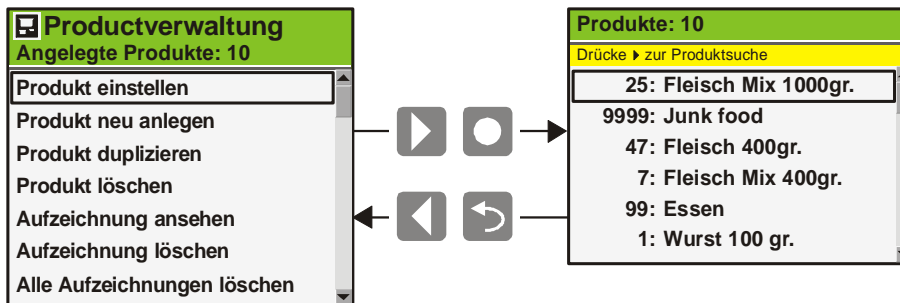 Productverwaltung
Angelegte Produkte: 10
Produkt einstellen
Produkt neu anlegen
Produkt duplizieren
Produkt löschen
Aufzeichnung ansehen
Aufzeichnung löschen
Alle Aufzeichnungen löschen
Produkte: 10
Drücke zur Produktsuche
25: Fleisch Mix 1000gr.
9999: Junk food
47: Fleisch 400gr.
7: Fleisch Mix 400gr.
99: Essen
1: Wurst 100 gr.